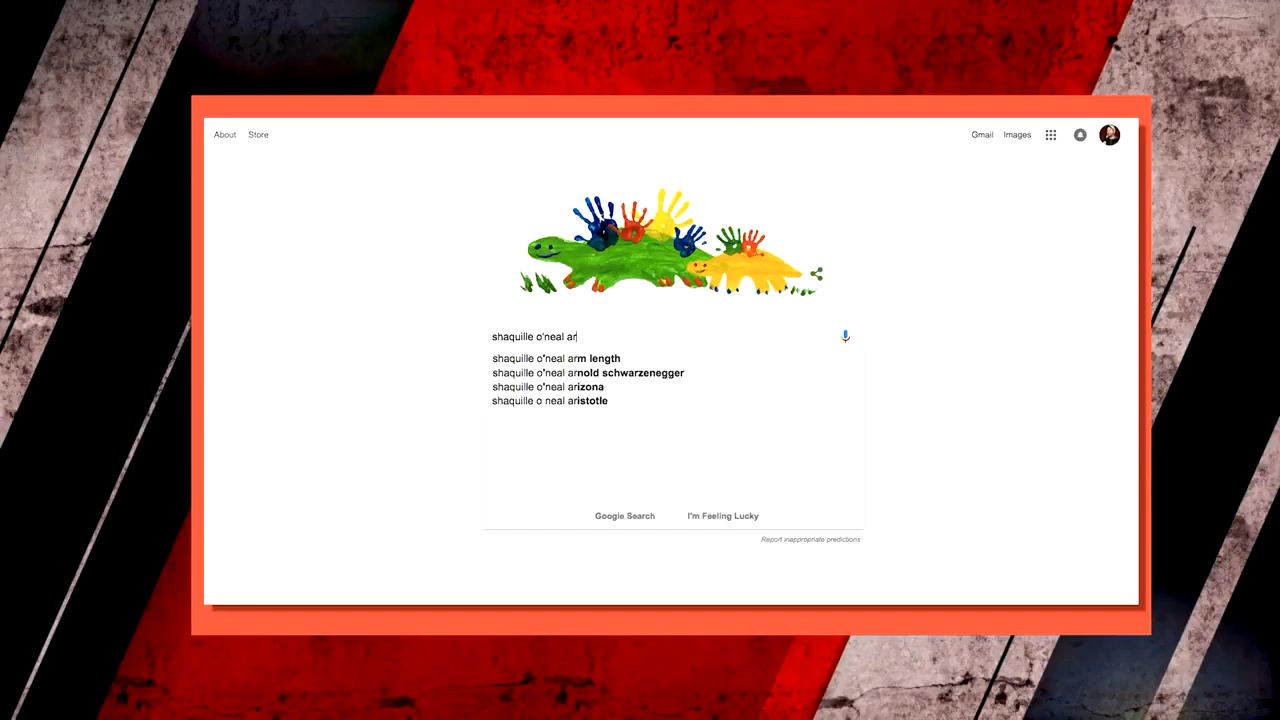 About Store
Gmail Images
shaquille o'neal ar
shaquille o'neal arm length
shaquille o'neal arnold schwarzenegger
shaquille o'neal arizona
shaquille o neal aristotle
Google Search I'm Feeling Lucky
Report inappropriate predictions